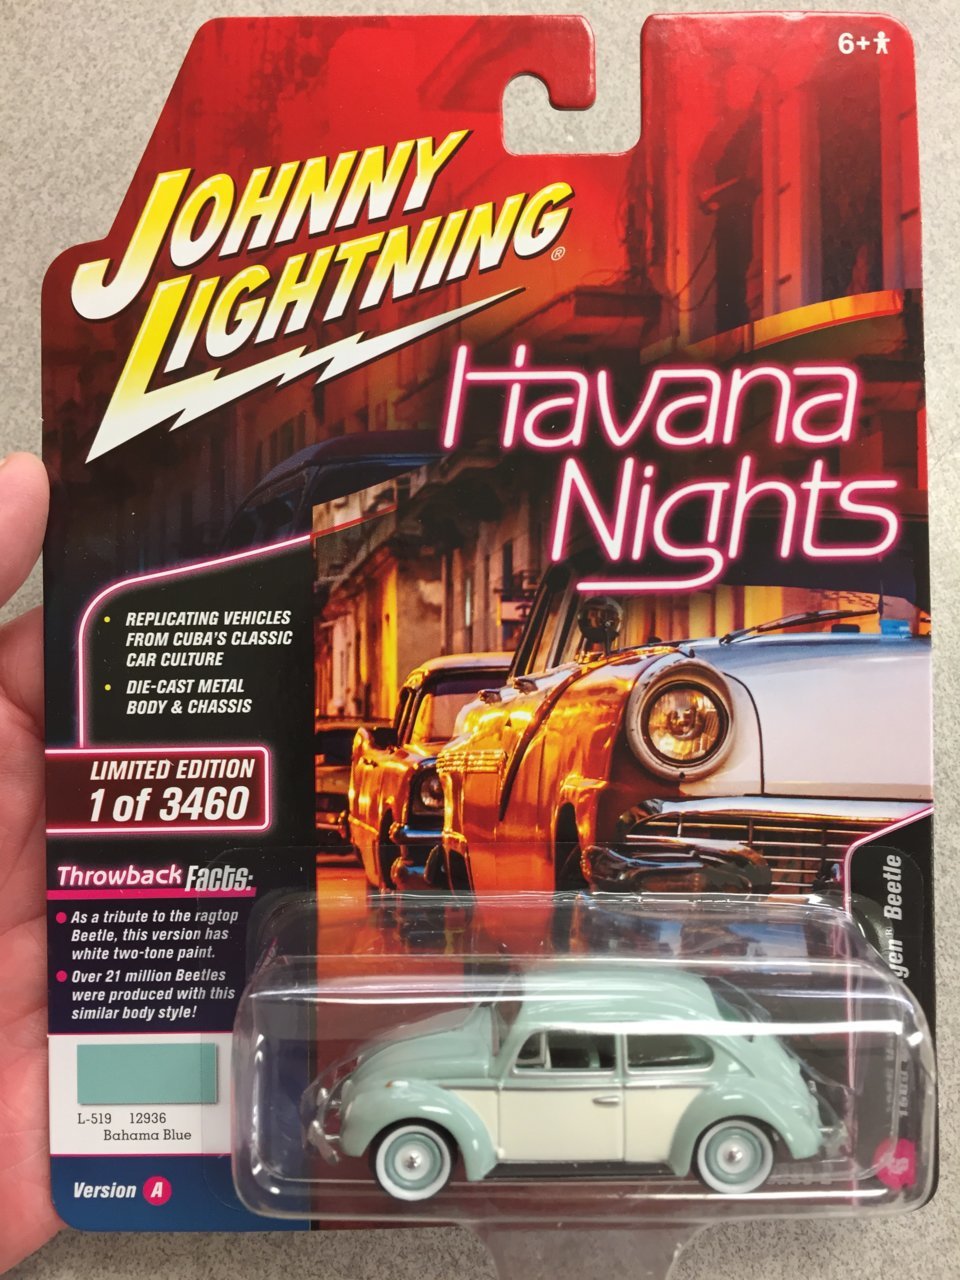 6+
JOHNNY
LIGHTNING®
Havana
Nights
• REPLICATING VEHICLES
FROM CUBA'S CLASSIC
CAR CULTURE
• DIE-CAST METAL
BODY & CHASSIS
LIMITED EDITION
1 of 3460
Throwback Facts:
• As a tribute to the ragtop
Beetle, this version has
white two-tone paint.
• Over 21 million Beetles
were produced with this
similar body style!
L-519 12936
Bahama Blue
Version A
® Beetle